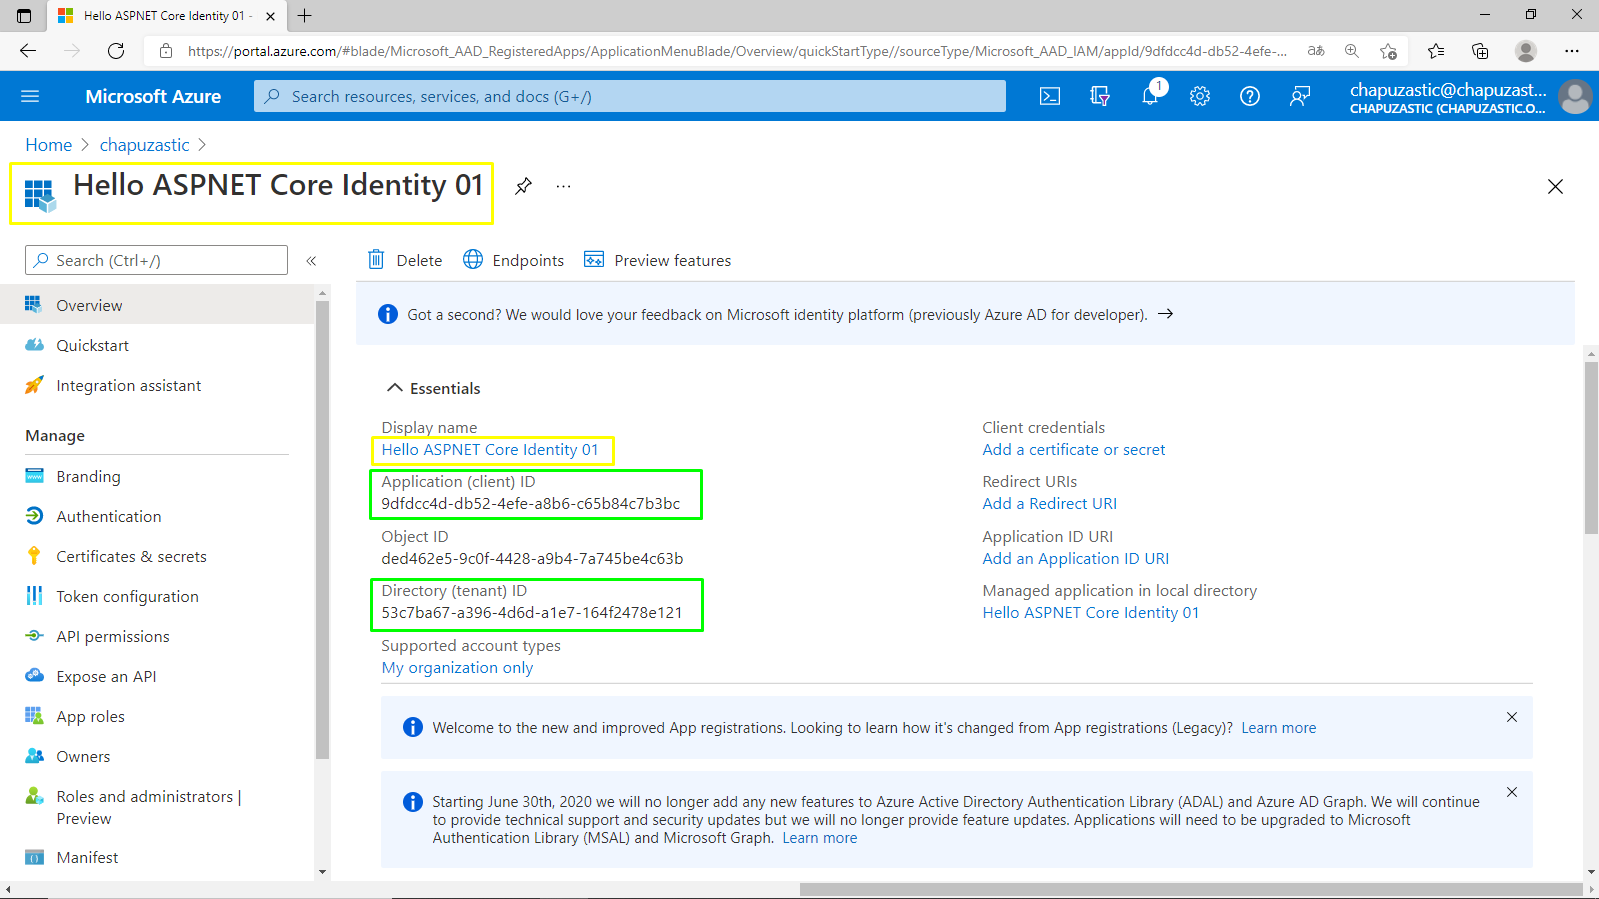 Hello ASPNET Core Identity 01 -
https://portal.azure.com/#blade/Microsoft_AAD_RegisteredApps/ApplicationMenuBlade/Overview/quickStartType//sourceType/Microsoft_AAD_IAM/appId/9dfdcc4d-db52-4efe-...
aあ
Microsoft Azure
Search resources, services, and docs (G+/)
1
chapuzastic@chapuzast...
CHAPUZASTIC (CHAPUZASTIC.O...
Home > chapuzastic >
Hello ASPNET Core Identity 01
...
Search (Ctrl+/)
«
Delete
Endpoints
Preview features
Overview
Quickstart
Integration assistant
Manage
Branding
Authentication
Certificates & secrets
Token configuration
API permissions
Expose an API
App roles
Owners
Roles and administrators |
Preview
Manifest
Got a second? We would love your feedback on Microsoft identity platform (previously Azure AD for developer). →
Essentials
Display name
Hello ASPNET Core Identity 01
Application (client) ID
9dfdcc4d-db52-4efe-a8b6-c65b84c7b3bc
Object ID
ded462e5-9c0f-4428-a9b4-7a745be4c63b
Directory (tenant) ID
53c7ba67-a396-4d6d-a1e7-164f2478e121
Supported account types
My organization only
Client credentials
Add a certificate or secret
Redirect URIs
Add a Redirect URI
Application ID URI
Add an Application ID URI
Managed application in local directory
Hello ASPNET Core Identity 01
Welcome to the new and improved App registrations. Looking to learn how it's changed from App registrations (Legacy)? Learn more
Starting June 30th, 2020 we will no longer add any new features to Azure Active Directory Authentication Library (ADAL) and Azure AD Graph. We will continue
to provide technical support and security updates but we will no longer provide feature updates. Applications will need to be upgraded to Microsoft
Authentication Library (MSAL) and Microsoft Graph. Learn more